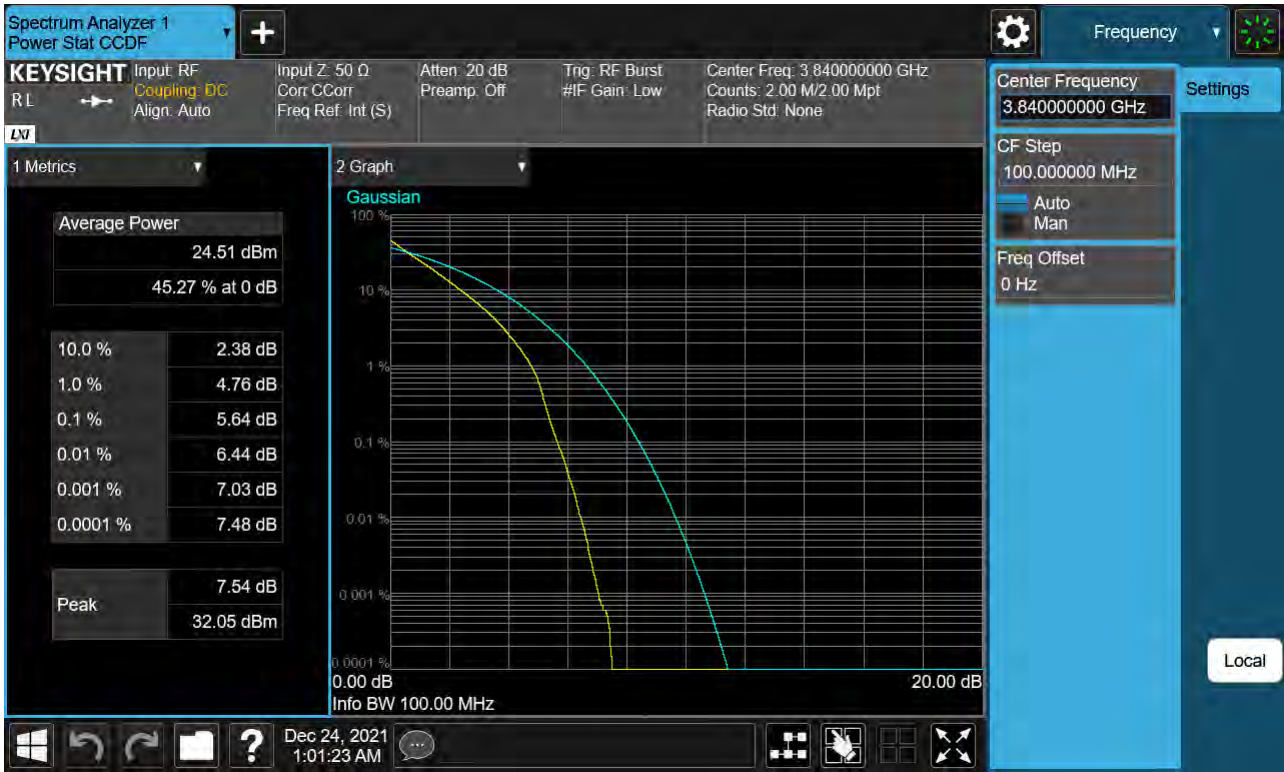 Spectrum Analyzer 1
Power Stat CCDF
Frequency
KEYSIGHT
R L
LXI
Input: RF
Coupling: DC
Align: Auto
Input Z: 50 Ω
Corr CCorr
Freq Ref: Int (S)
Atten: 20 dB
Preamp: Off
Trig: RF Burst
#IF Gain: Low
Center Freq: 3.840000000 GHz
Counts: 2.00 M/2.00 Mpt
Radio Std: None
Center Frequency
3.840000000 GHz
Settings
CF Step
100.000000 MHz
Auto
Man
Freq Offset
0 Hz
1 Metrics
Average Power
24.51 dBm
45.27 % at 0 dB
10.0 % 2.38 dB
1.0 % 4.76 dB
0.1 % 5.64 dB
0.01 % 6.44 dB
0.001 % 7.03 dB
0.0001 % 7.48 dB
Peak
7.54 dB
32.05 dBm
2 Graph
Gaussian
100 %
10 %
1 %
0.1 %
0.01 %
0.001 %
0.0001 %
0.00 dB 20.00 dB
Info BW 100.00 MHz
Local
?
Dec 24, 2021
1:01:23 AM